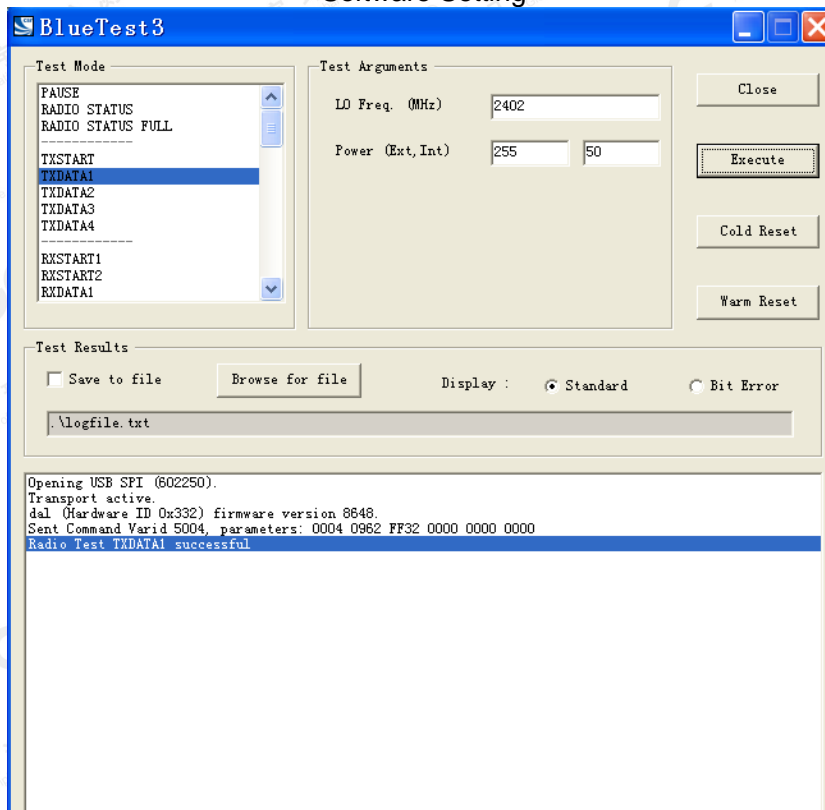 Software Setting
BlueTest3
Test Mode
PAUSE
RADIO STATUS
RADIO STATUS FULL
------------
TXSTART
TXDATA1
TXDATA2
TXDATA3
TXDATA4
------------
RXSTART1
RXSTART2
RXDATA1
Test Arguments
LO Freq. (MHz) 2402
Power (Ext, Int) 255 50
Close
Execute
Cold Reset
Warm Reset
Test Results
Save to file Browse for file Display : Standard Bit Error
.\logfile.txt
Opening USB SPI (602250).
Transport active.
dal (Hardware ID 0x332) firmware version 8648.
Sent Command Varid 5004, parameters: 0004 0962 FF32 0000 0000 0000
Radio Test TXDATA1 successful